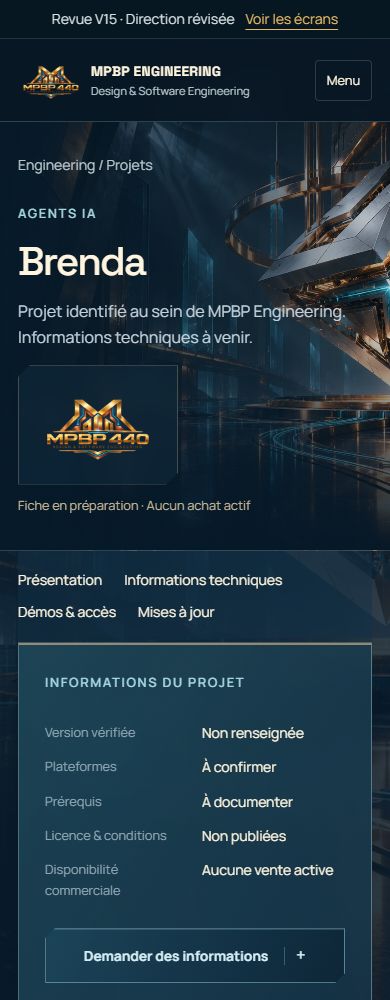 Revue V15 · Direction révisée Voir les écrans
MPBP 440
MPBP ENGINEERING
Design & Software Engineering
Menu
Engineering / Projets
AGENTS IA
Brenda
Projet identifié au sein de MPBP Engineering.
Informations techniques à venir.
MPBP 440
Fiche en préparation · Aucun achat actif
Présentation Informations techniques
Démos & accès Mises à jour
INFORMATIONS DU PROJET
Version vérifiée Non renseignée
Plateformes À confirmer
Prérequis À documenter
Licence & conditions Non publiées
Disponibilité Aucune vente active
commerciale
Demander des informations +